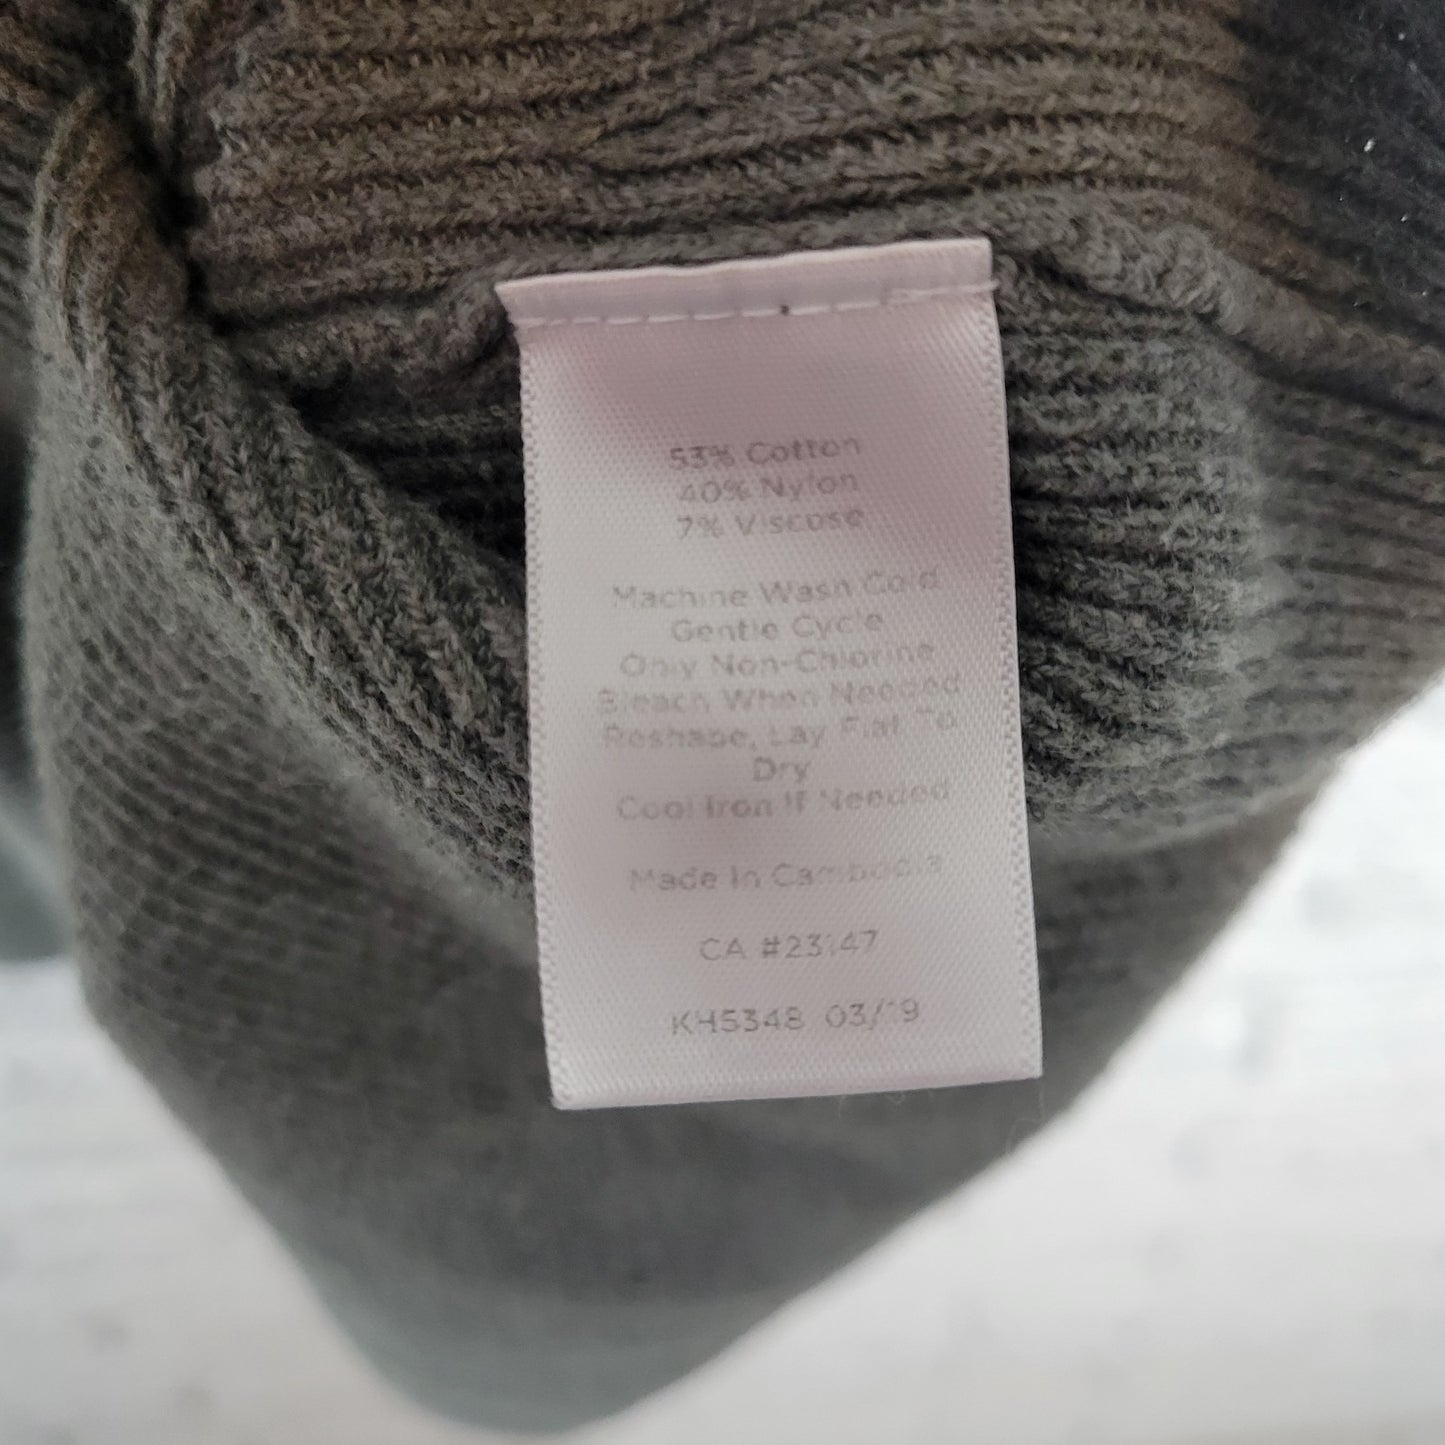 53% Cotton
40% Nylon
7% Viscose
Machine Wash Cold
Gentle Cycle
Only Non-Chlorine
Bleach When Needed
Reshape, Lay Flat To
Dry
Cool Iron If Needed
Made In Cambodia
CA #23147
KH5348 03/19